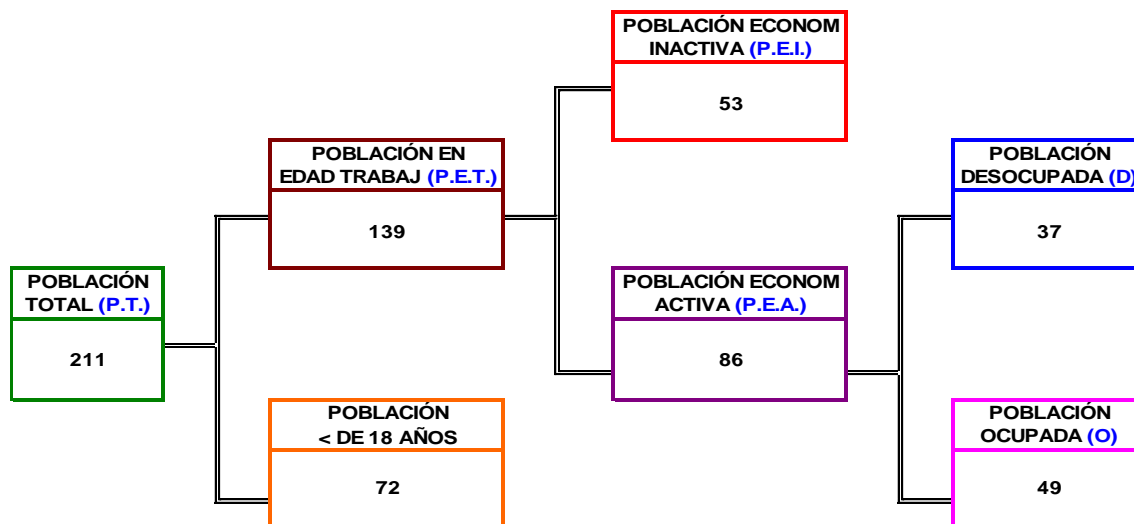 POBLACIÓN ECONOM
INACTIVA (P.E.I.)
53
POBLACIÓN EN
EDAD TRABAJ (P.E.T.)
139
POBLACIÓN
DESOCUPADA (D)
37
POBLACIÓN
TOTAL (P.T.)
211
POBLACIÓN ECONOM
ACTIVA (P.E.A.)
86
POBLACIÓN
< DE 18 AÑOS
72
POBLACIÓN
OCUPADA (O)
49